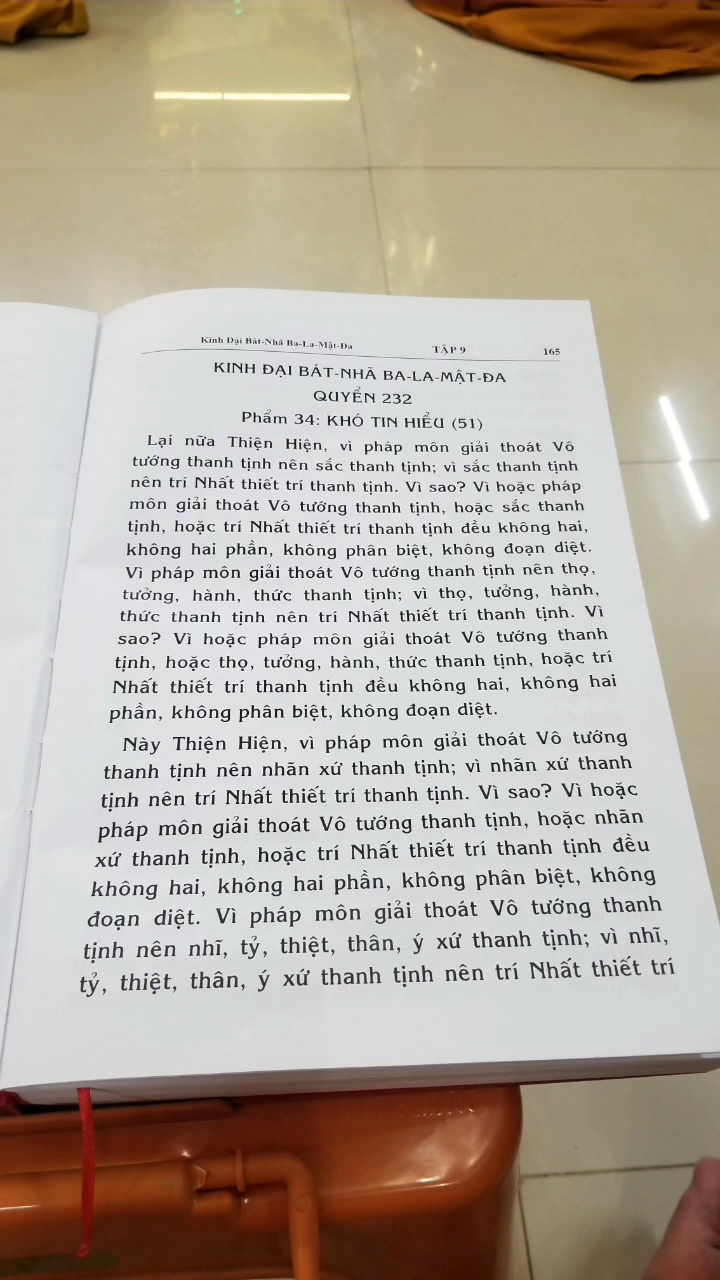 Kinh Đại Bát-Nhã Ba-La-Mật-Đa TẬP 9 165
KINH ĐẠI BÁT-NHÃ BA-LA-MẬT-ĐA
QUYỂN 232
Phẩm 34: KHÓ TIN HIỂU (51)
Lại nữa Thiện Hiện, vì pháp môn giải thoát Vô
tướng thanh tịnh nên sắc thanh tịnh; vì sắc thanh tịnh
nên trí Nhất thiết trí thanh tịnh. Vì sao? Vì hoặc pháp
môn giải thoát Vô tướng thanh tịnh, hoặc sắc thanh
tịnh, hoặc trí Nhất thiết trí thanh tịnh đều không hai,
không hai phần, không phân biệt, không đoạn diệt.
Vì pháp môn giải thoát Vô tướng thanh tịnh nên thọ,
tưởng, hành, thức thanh tịnh; vì thọ, tưởng, hành,
thức thanh tịnh nên trí Nhất thiết trí thanh tịnh. Vì
sao? Vì hoặc pháp môn giải thoát Vô tướng thanh
tịnh, hoặc thọ, tưởng, hành, thức thanh tịnh, hoặc trí
Nhất thiết trí thanh tịnh đều không hai, không hai
phần, không phân biệt, không đoạn diệt.
Này Thiện Hiện, vì pháp môn giải thoát Vô tướng
thanh tịnh nên nhãn xứ thanh tịnh; vì nhãn xứ thanh
tịnh nên trí Nhất thiết trí thanh tịnh. Vì sao? Vì hoặc
pháp môn giải thoát Vô tướng thanh tịnh, hoặc nhãn
xứ thanh tịnh, hoặc trí Nhất thiết trí thanh tịnh đều
không hai, không hai phần, không phân biệt, không
đoạn diệt. Vì pháp môn giải thoát Vô tướng thanh
tịnh nên nhĩ, tỷ, thiệt, thân, ý xứ thanh tịnh; vì nhĩ,
tỷ, thiệt, thân, ý xứ thanh tịnh nên trí Nhất thiết trí